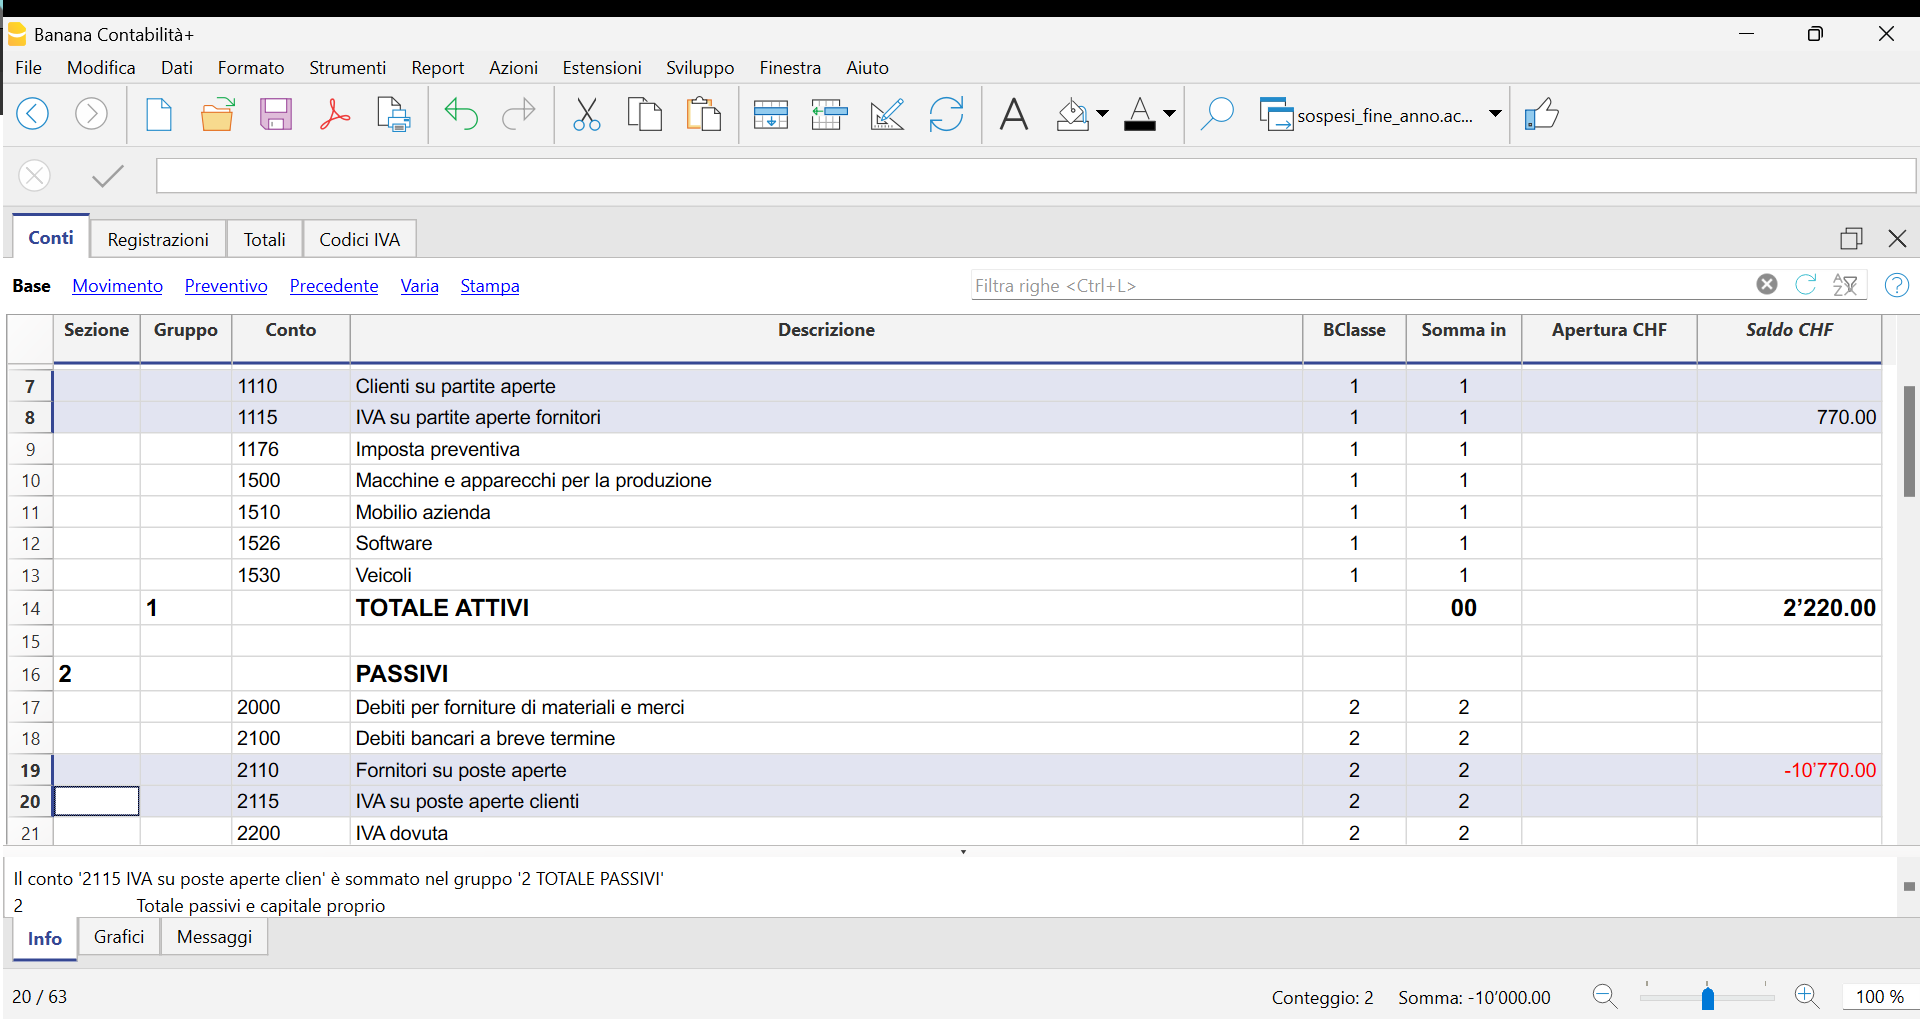 Banana Contabilità+
File Modifica Dati Formato Strumenti Report Azioni Estensioni Sviluppo Finestra Aiuto
sospesi_fine_anno.ac...
Conti Registrazioni Totali Codici IVA
Base Movimento Preventivo Precedente Varia Stampa Filtra righe <Ctrl+L>
Sezione Gruppo Conto Descrizione BClasse Somma in Apertura CHF Saldo CHF
7 1110 Clienti su partite aperte 1 1
8 1115 IVA su partite aperte fornitori 1 1 770.00
9 1176 Imposta preventiva 1 1
10 1500 Macchine e apparecchi per la produzione 1 1
11 1510 Mobilio azienda 1 1
12 1526 Software 1 1
13 1530 Veicoli 1 1
14 1 TOTALE ATTIVI 00 2’220.00
15
16 2 PASSIVI
17 2000 Debiti per forniture di materiali e merci 2 2
18 2100 Debiti bancari a breve termine 2 2
19 2110 Fornitori su poste aperte 2 2 -10’770.00
20 2115 IVA su poste aperte clienti 2 2
21 2200 IVA dovuta 2 2
Il conto '2115 IVA su poste aperte clien' è sommato nel gruppo '2 TOTALE PASSIVI'
2 Totale passivi e capitale proprio
Info Grafici Messaggi
20 / 63 Conteggio: 2 Somma: -10’000.00 100 %